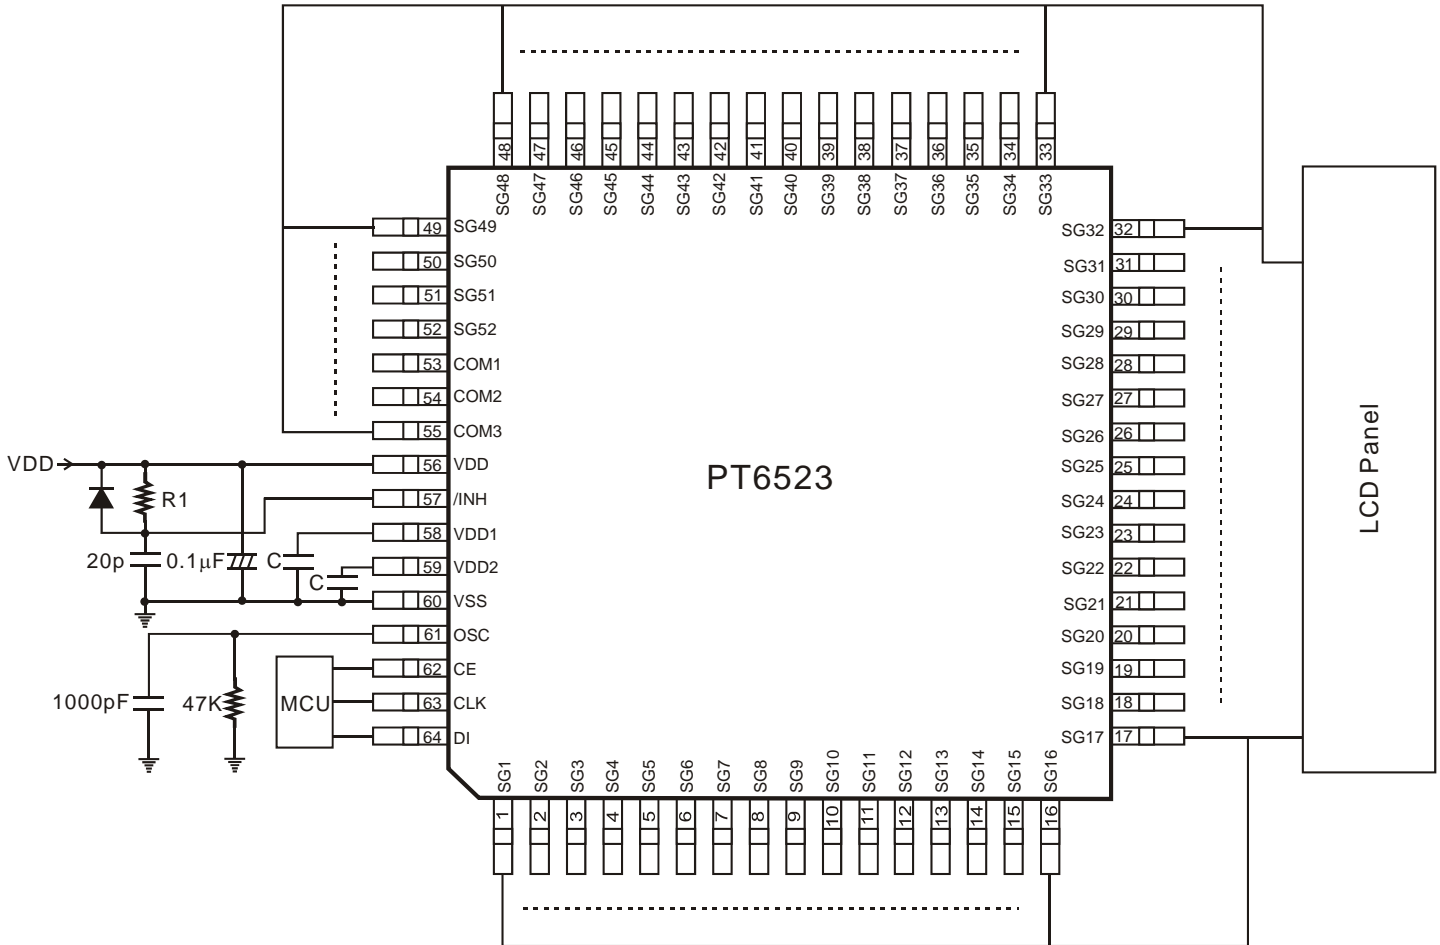 48
47
46
45
44
43
42
41
40
39
38
37
36
35
34
33
SG48
SG47
SG46
SG45
SG44
SG43
SG42
SG41
SG40
SG39
SG38
SG37
SG36
SG35
SG34
SG33
49 SG49
50 SG50
51 SG51
52 SG52
53 COM1
54 COM2
55 COM3
56 VDD
57 /INH
58 VDD1
59 VDD2
60 VSS
61 OSC
62 CE
63 CLK
64 DI
VDD
R1
20p
0.1μF
C
C
1000pF
47K
MCU
PT6523
SG32 32
SG31 31
SG30 30
SG29 29
SG28 28
SG27 27
SG26 26
SG25 25
SG24 24
SG23 23
SG22 22
SG21 21
SG20 20
SG19 19
SG18 18
SG17 17
LCD Panel
SG1
SG2
SG3
SG4
SG5
SG6
SG7
SG8
SG9
SG10
SG11
SG12
SG13
SG14
SG15
SG16
1
2
3
4
5
6
7
8
9
10
11
12
13
14
15
16